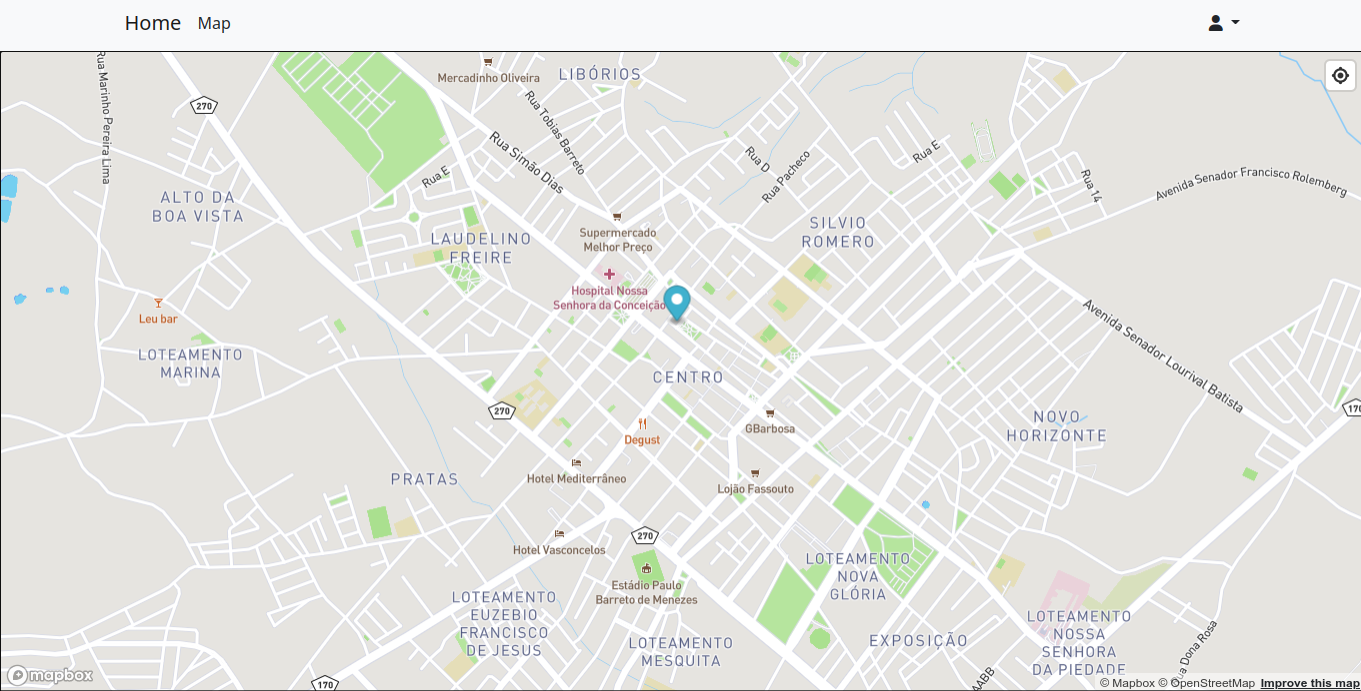 Home Map
Mercadinho Oliveira
LIBÓRIOS
Rua Marinho Pereira Lima
270
Rua Tobias Barreto
Rua Simão Dias
Rua E
Rua D
Rua Pacheco
Rua E
Rua 14
Avenida Senador Francisco Rolemberg
ALTO DA
BOA VISTA
LAUDELINO
FREIRE
Supermercado
Melhor Preço
SILVIO
ROMERO
Hospital Nossa
Senhora da Conceição
Leu bar
LOTEAMENTO
MARINA
Avenida Senador Lourival Batista
CENTRO
270
170
Degust
GBarbosa
NOVO
HORIZONTE
PRATAS
Hotel Mediterrâneo
Lojão Fassouto
270
Hotel Vasconcelos
Estádio Paulo
Barreto de Menezes
LOTEAMENTO
NOVA
GLÓRIA
LOTEAMENTO
EUZEBIO
FRANCISCO
DE JESUS
LOTEAMENTO
MESQUITA
EXPOSIÇÃO
LOTEAMENTO
NOSSA
SENHORA
DA PIEDADE
Rua Dona Rosa
AABB
170
mapbox
© Mapbox © OpenStreetMap Improve this map